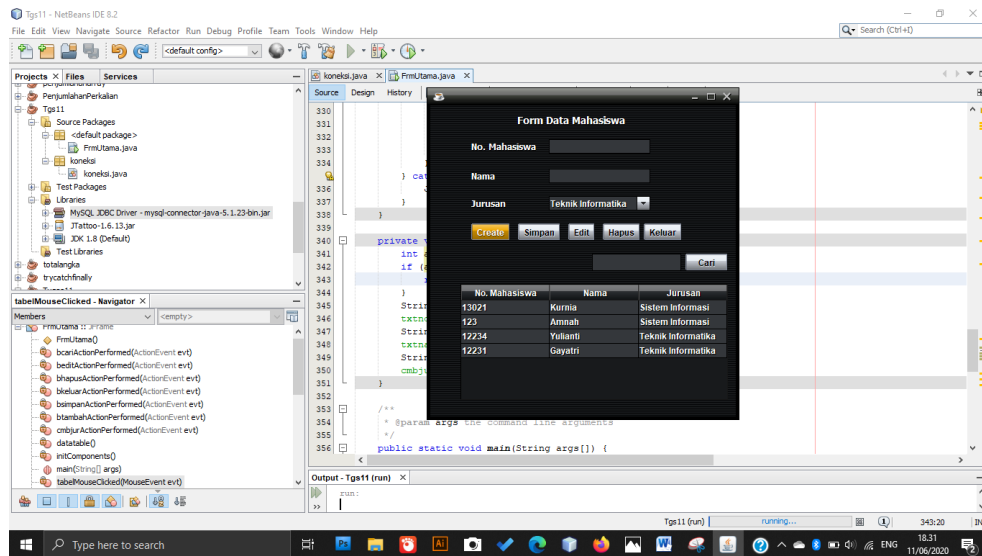 Tgs11 - NetBeans IDE 8.2
File Edit View Navigate Source Refactor Run Debug Profile Team Tools Window Help
Search (Ctrl+I)
<default config>
Projects Files Services
PenjumlahanPerkalian
Tgs11
Source Packages
<default package>
FrmUtama.java
koneksi
koneksi.java
Test Packages
Libraries
MySQL JDBC Driver - mysql-connector-java-5.1.23-bin.jar
JTattoo-1.6.13.jar
JDK 1.8 (Default)
Test Libraries
totalangka
trycatchfinally
tabelMouseClicked - Navigator
Members <empty>
FrmUtama :: JFrame
FrmUtama()
bcariActionPerformed(ActionEvent evt)
beditActionPerformed(ActionEvent evt)
bhapusActionPerformed(ActionEvent evt)
bkeluarActionPerformed(ActionEvent evt)
bsimpanActionPerformed(ActionEvent evt)
btambahActionPerformed(ActionEvent evt)
cmbjurActionPerformed(ActionEvent evt)
datatable()
initComponents()
main(String[] args)
tabelMouseClicked(MouseEvent evt)
koneksi.java FrmUtama.java
Source Design History
330
331
332
333
334
} cat
336
337 }
338 }
339
340 private v
341 int a
342 if (a
343
344 }
345 Strin
346 txtno
347 Strin
348 txtna
349 Strin
350 cmbju
351 }
352
353 /**
354 * @param args the command line arguments
355 */
356 public static void main(String args[]) {
Form Data Mahasiswa
No. Mahasiswa
Nama
Jurusan Teknik Informatika
Create Simpan Edit Hapus Keluar
Cari
No. Mahasiswa Nama Jurusan
13021 Kurnia Sistem Informasi
123 Amnah Sistem Informasi
12234 Yulianti Teknik Informatika
12231 Gayatri Teknik Informatika
Output - Tgs11 (run)
run:
Tgs11 (run) running... (1) 343:20 IN
Type here to search
Ps
Ai
ENG
18.31
11/06/2020